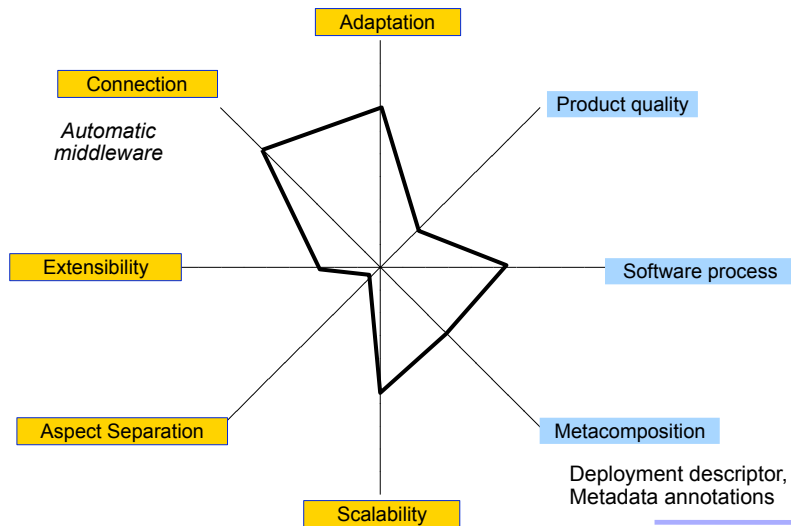 Adaptation
Connection
Product quality
Automatic
middleware
Extensibility
Software process
Aspect Separation
Metacomposition
Deployment descriptor,
Metadata annotations
Scalability